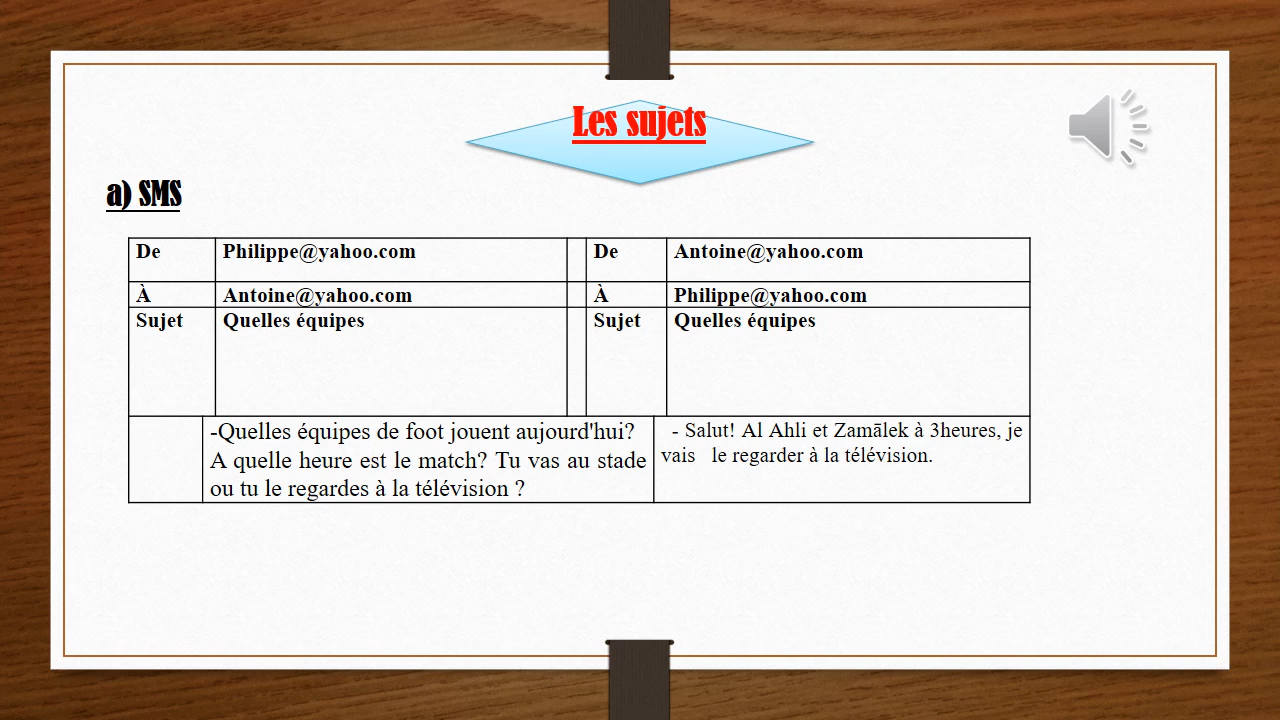 Les sujets
a) SMS
De Philippe@yahoo.com De Antoine@yahoo.com
À Antoine@yahoo.com À Philippe@yahoo.com
Sujet Quelles équipes Sujet Quelles équipes
-Quelles équipes de foot jouent aujourd'hui?
A quelle heure est le match? Tu vas au stade
ou tu le regardes à la télévision ?
- Salut! Al Ahli et Zamālek à 3heures, je
vais le regarder à la télévision.